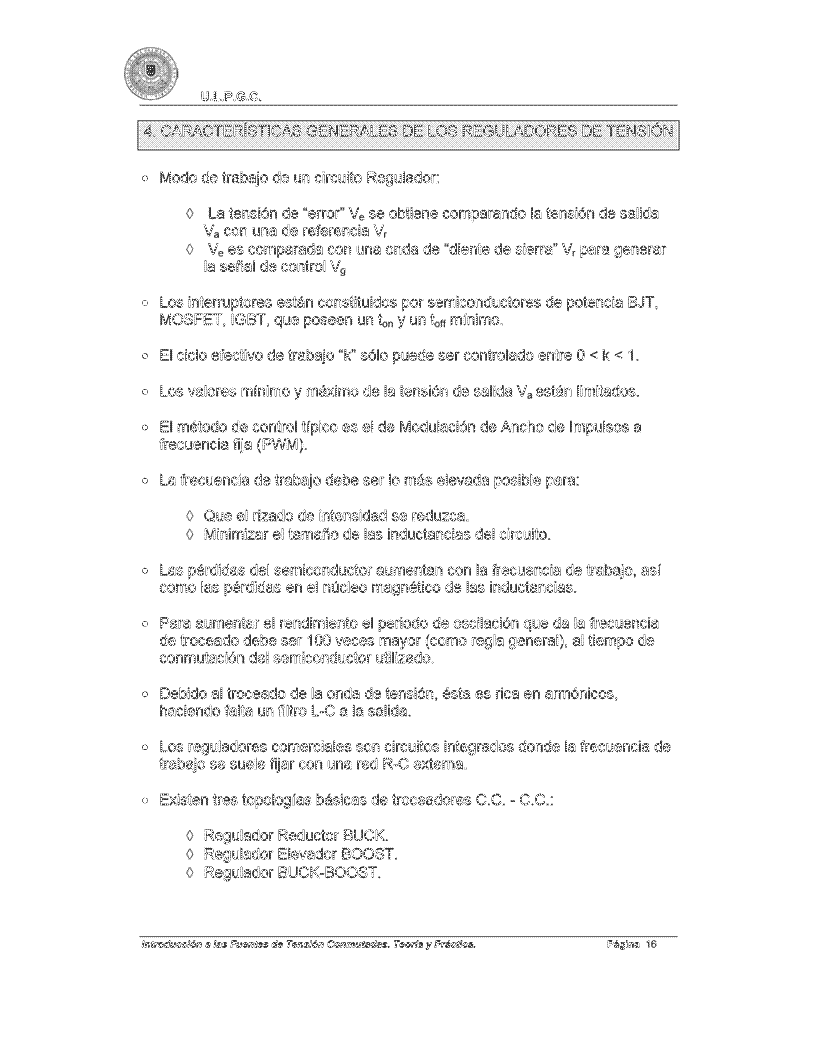 U.L.P.G.C.
4. CARACTERÍSTICAS GENERALES DE LOS REGULADORES DE TENSIÓN
○ Modo de trabajo de un circuito Regulador:
◊ La tensión de "error" Ve se obtiene comparando la tensión de salida
Va con una de referencia Vr
◊ Ve es comparada con una onda de "diente de sierra" Vr para generar
la señal de control Vg
○ Los interruptores están constituidos por semiconductores de potencia BJT,
MOSFET, IGBT, que poseen un ton y un toff mínimo.
○ El ciclo efectivo de trabajo "k" sólo puede ser controlado entre 0 < k < 1.
○ Los valores mínimo y máximo de la tensión de salida Va están limitados.
○ El método de control típico es el de Modulación de Ancho de Impulsos a
frecuencia fija (PWM).
○ La frecuencia de trabajo debe ser lo más elevada posible para:
◊ Que el rizado de intensidad se reduzca.
◊ Minimizar el tamaño de las inductancias del circuito.
○ Las pérdidas del semiconductor aumentan con la frecuencia de trabajo, así
como las pérdidas en el núcleo magnético de las inductancias.
○ Para aumentar el rendimiento el periodo de oscilación que da la frecuencia
de troceado debe ser 100 veces mayor (como regla general), al tiempo de
conmutación del semiconductor utilizado.
○ Debido al troceado de la onda de tensión, ésta es rica en armónicos,
haciendo falta un filtro L-C a la salida.
○ Los reguladores comerciales son circuitos integrados donde la frecuencia de
trabajo se suele fijar con una red R-C externa.
○ Existen tres topologías básicas de troceadores C.C. - C.C.:
◊ Regulador Reductor BUCK.
◊ Regulador Elevador BOOST.
◊ Regulador BUCK-BOOST.
Introducción a las Fuentes de Tensión Conmutadas. Teoría y Práctica. Página 16